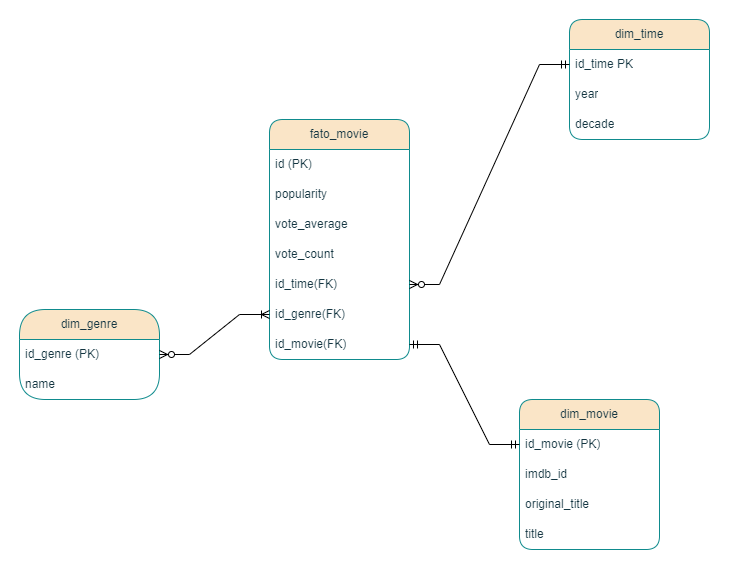 dim_time
id_time PK
year
decade
fato_movie
id (PK)
popularity
vote_average
vote_count
id_time(FK)
id_genre(FK)
id_movie(FK)
dim_genre
id_genre (PK)
name
dim_movie
id_movie (PK)
imdb_id
original_title
title